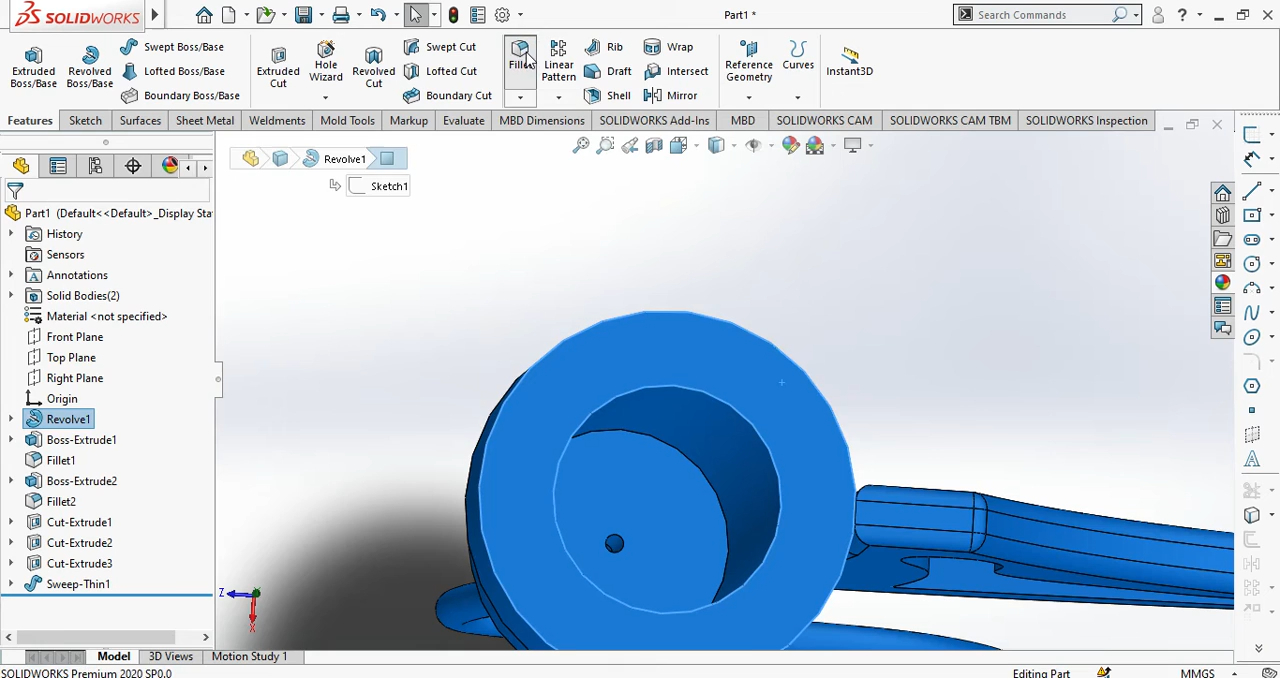 SOLIDWORKS
Part1 *
Search Commands
?
Extruded Boss/Base
Revolved Boss/Base
Swept Boss/Base
Lofted Boss/Base
Boundary Boss/Base
Extruded Cut
Hole Wizard
Revolved Cut
Swept Cut
Lofted Cut
Boundary Cut
Fillet
Linear Pattern
Rib
Draft
Shell
Wrap
Intersect
Mirror
Reference Geometry
Curves
Instant3D
Features
Sketch
Surfaces
Sheet Metal
Weldments
Mold Tools
Markup
Evaluate
MBD Dimensions
SOLIDWORKS Add-Ins
MBD
SOLIDWORKS CAM
SOLIDWORKS CAM TBM
SOLIDWORKS Inspection
Revolve1
Sketch1
Part1 (Default<<Default>_Display Sta
History
Sensors
Annotations
Solid Bodies(2)
Material <not specified>
Front Plane
Top Plane
Right Plane
Origin
Revolve1
Boss-Extrude1
Fillet1
Boss-Extrude2
Fillet2
Cut-Extrude1
Cut-Extrude2
Cut-Extrude3
Sweep-Thin1
Z
X
Model
3D Views
Motion Study 1
SOLIDWORKS Premium 2020 SP0.0
Editing Part
MMGS